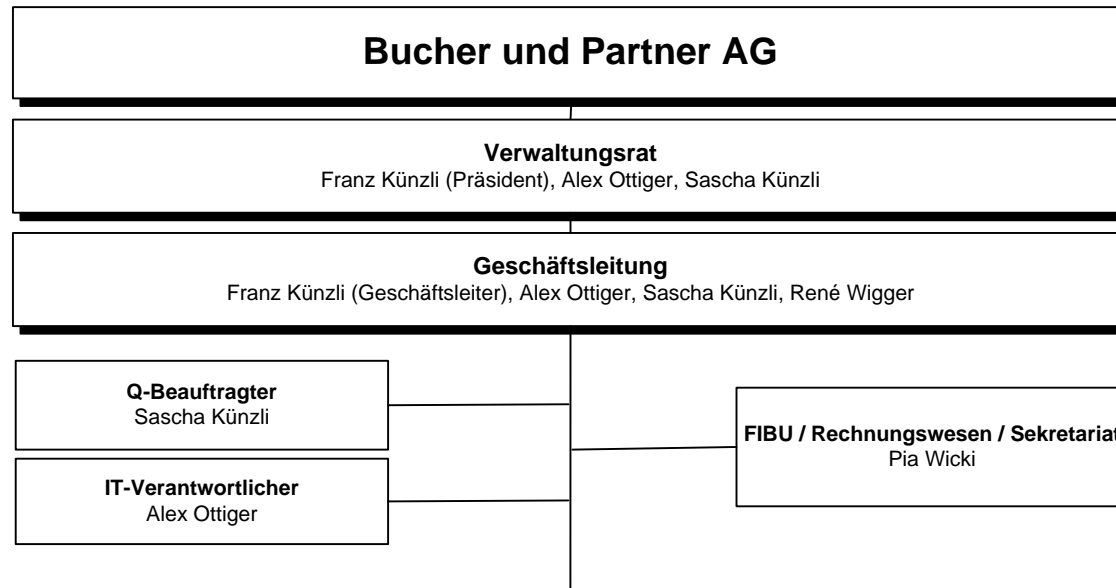 Bucher und Partner AG
Verwaltungsrat
Franz Künzli (Präsident), Alex Ottiger, Sascha Künzli
Geschäftsleitung
Franz Künzli (Geschäftsleiter), Alex Ottiger, Sascha Künzli, René Wigger
Q-Beauftragter
Sascha Künzli
FIBU / Rechnungswesen / Sekretariat
Pia Wicki
IT-Verantwortlicher
Alex Ottiger